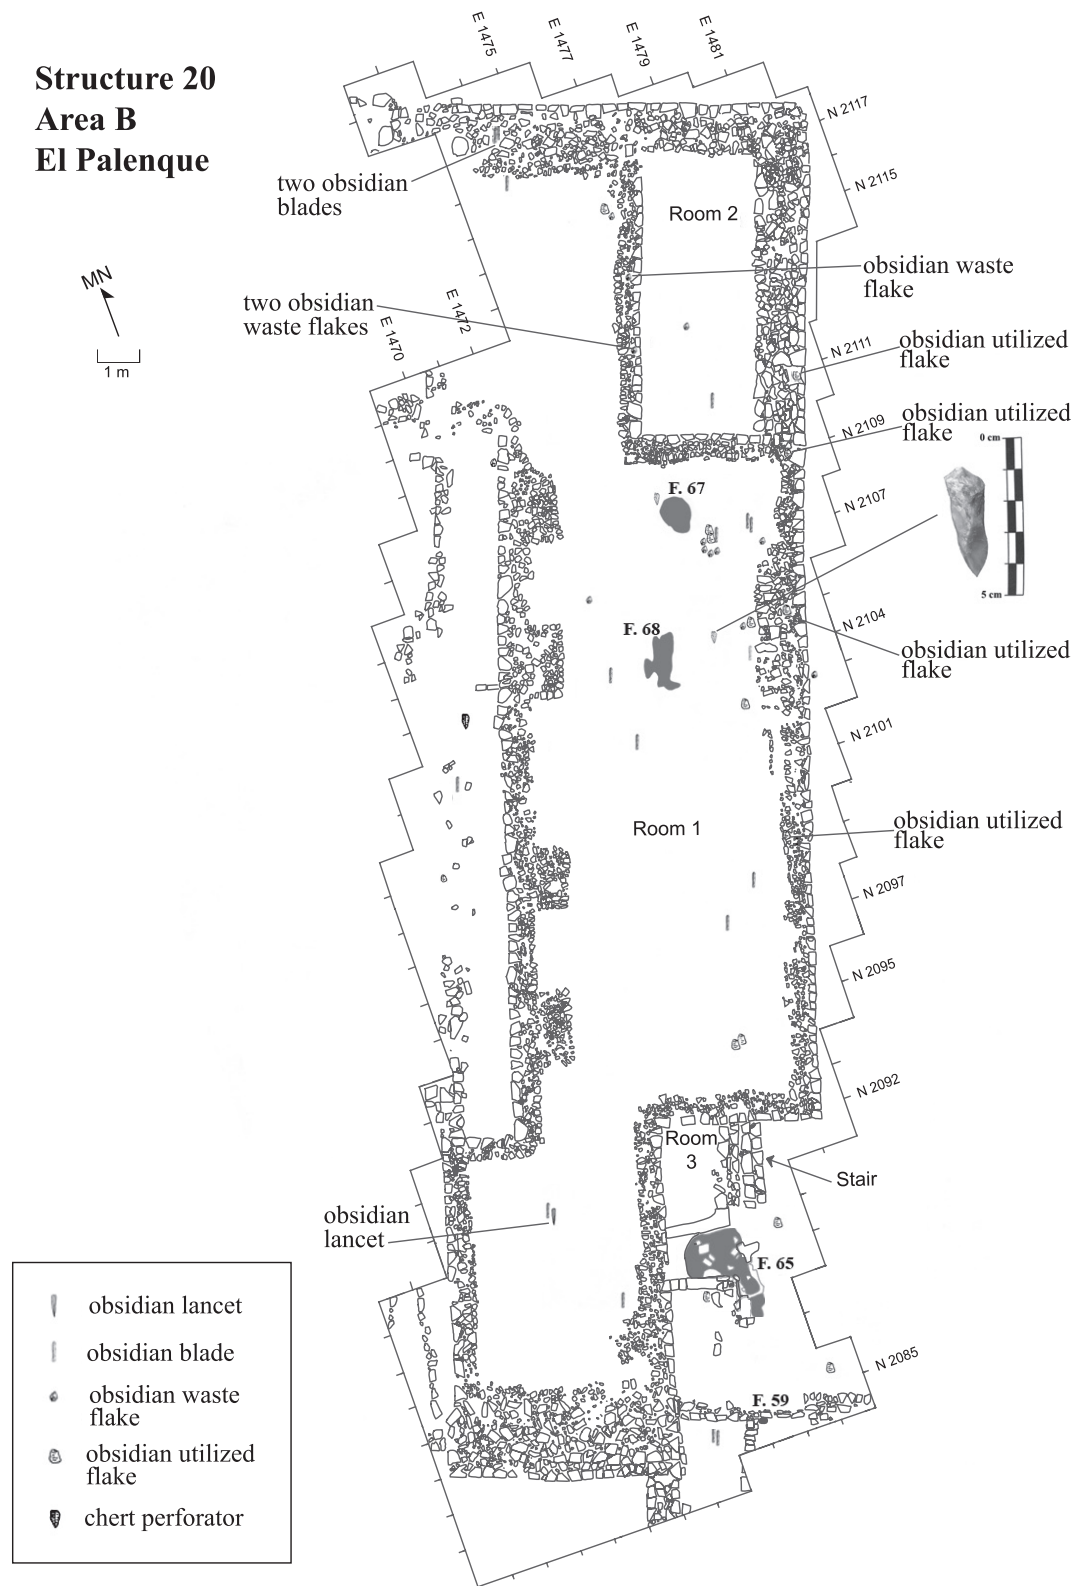 Structure 20
Area B
El Palenque
E 1475
E 1477
E 1479
E 1481
N 2117
N 2115
two obsidian
blades
Room 2
MN
1 m
obsidian waste
flake
two obsidian
waste flakes
E 1472
E 1470
N 2111
obsidian utilized
flake
N 2109
obsidian utilized
flake
0 cm
5 cm
F. 67
N 2107
F. 68
N 2104
obsidian utilized
flake
N 2101
Room 1
obsidian utilized
flake
N 2097
N 2095
N 2092
Room
3
Stair
obsidian
lancet
F. 65
N 2085
F. 59
obsidian lancet
obsidian blade
obsidian waste
flake
obsidian utilized
flake
chert perforator